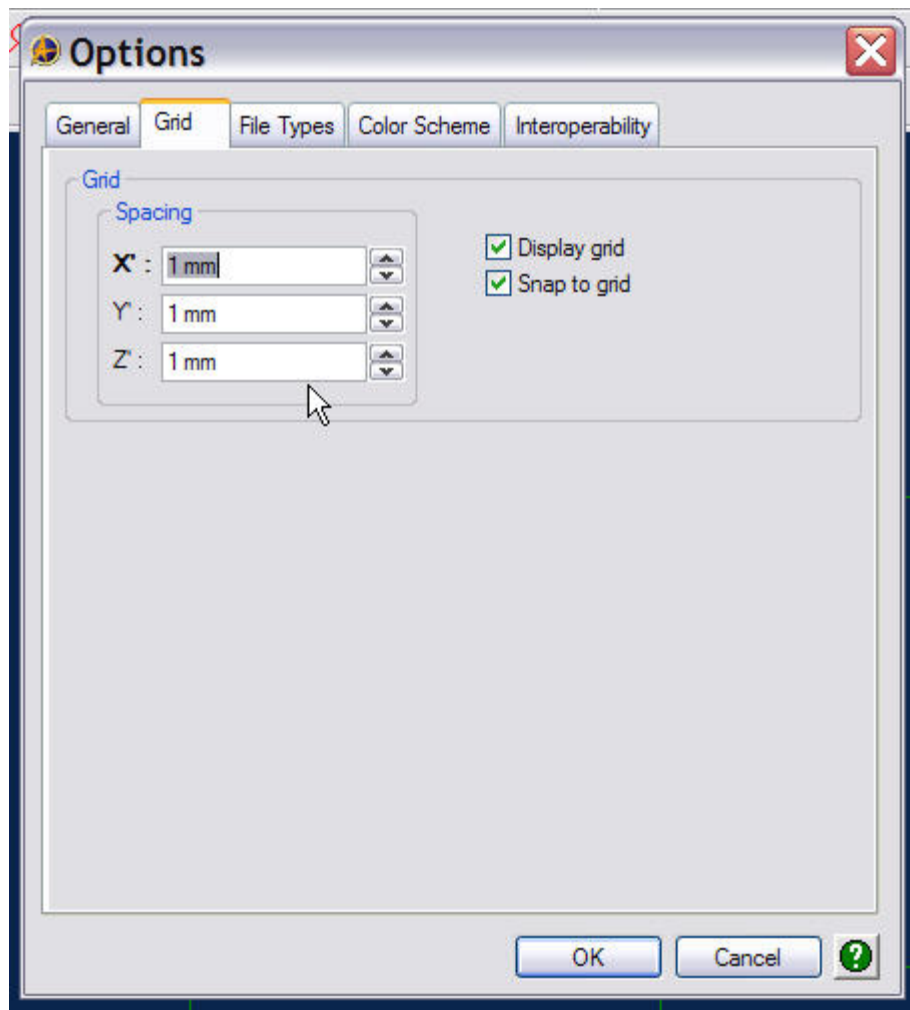 Options
General Grid File Types Color Scheme Interoperability
Grid
Spacing
X' : 1 mm
Y' : 1 mm
Z' : 1 mm
Display grid
Snap to grid
OK Cancel ?